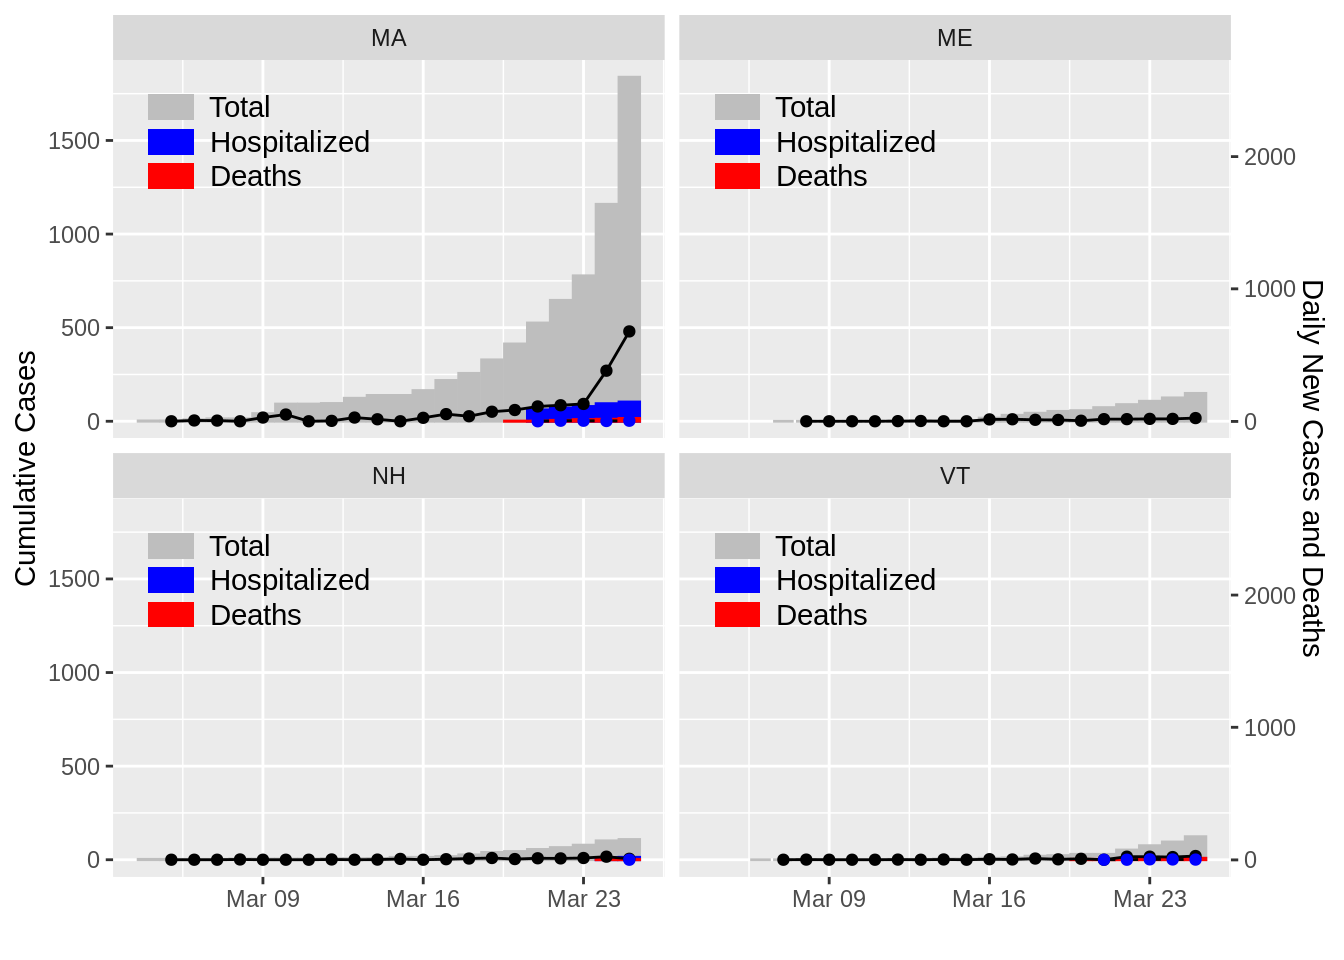 MA
ME
Total
Hospitalized
Deaths
Total
Hospitalized
Deaths
1500
1000
500
0
2000
1000
0
Cumulative Cases
Daily New Cases and Deaths
NH
VT
Total
Hospitalized
Deaths
Total
Hospitalized
Deaths
1500
1000
500
0
2000
1000
0
Mar 09
Mar 16
Mar 23
Mar 09
Mar 16
Mar 23